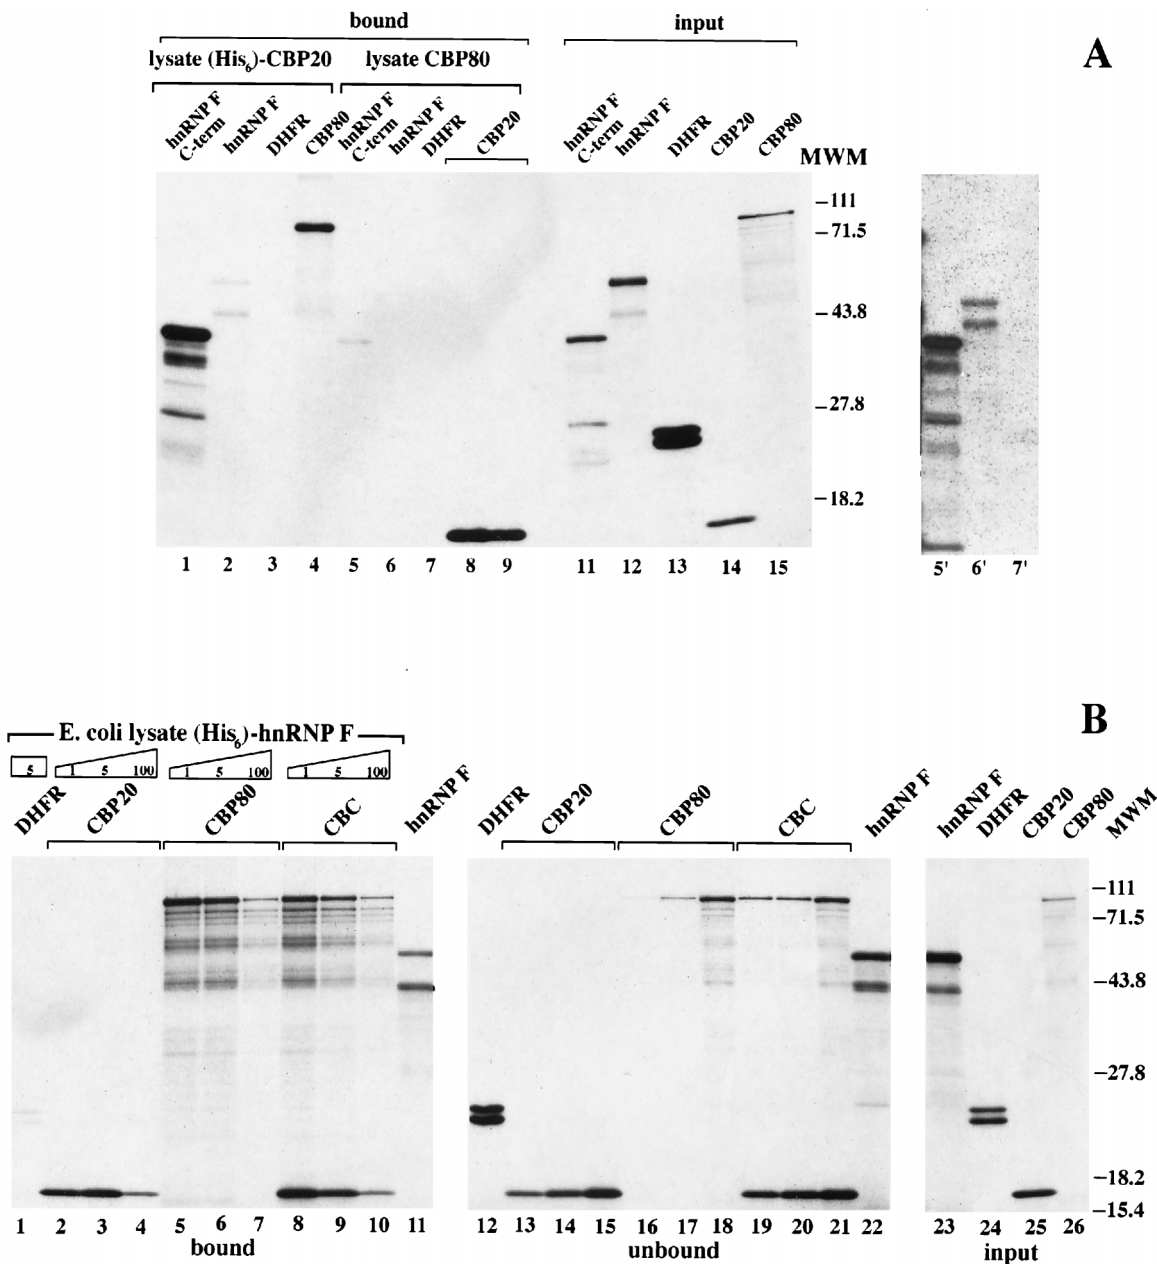 bound input
A
lysate (His6)-CBP20 lysate CBP80
hnRNP F C-term hnRNP F DHFR CBP80 hnRNP F C-term hnRNP F DHFR CBP20 hnRNP F C-term hnRNP F DHFR CBP20 CBP80 MWM
–111
–71.5
–43.8
–27.8
–18.2
1 2 3 4 5 6 7 8 9 11 12 13 14 15 5' 6' 7'
B
E. coli lysate (His6)-hnRNP F
5 1 5 100 1 5 100 1 5 100
DHFR CBP20 CBP80 CBC hnRNP F DHFR CBP20 CBP80 CBC hnRNP F hnRNP F DHFR CBP20 CBP80 MWM
–111
–71.5
–43.8
–27.8
–18.2
–15.4
1 2 3 4 5 6 7 8 9 10 11 12 13 14 15 16 17 18 19 20 21 22 23 24 25 26
bound unbound input